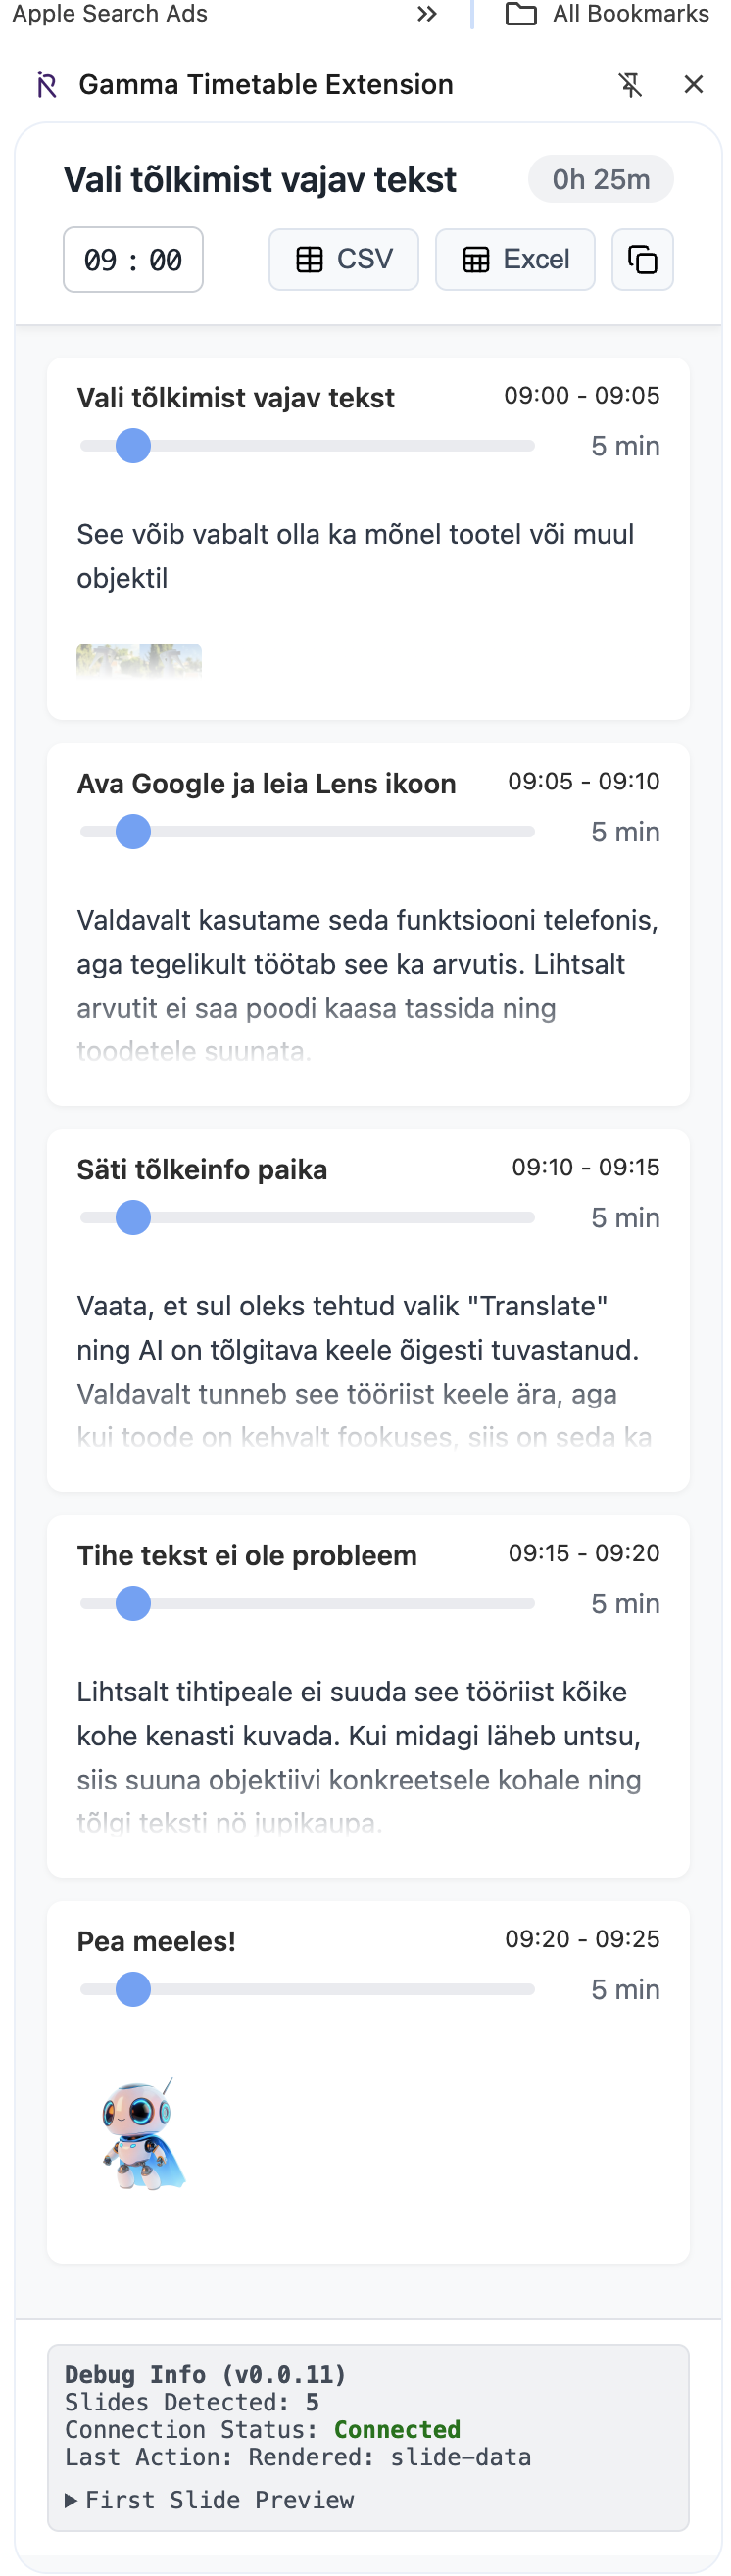 Apple Search Ads
All Bookmarks
Gamma Timetable Extension
Vali tõlkimist vajav tekst
0h 25m
09 : 00
CSV
Excel
Vali tõlkimist vajav tekst
09:00 - 09:05
5 min
See võib vabalt olla ka mõnel tootel või muul
objektil
Ava Google ja leia Lens ikoon
09:05 - 09:10
5 min
Valdavalt kasutame seda funktsiooni telefonis,
aga tegelikult töötab see ka arvutis. Lihtsalt
arvutit ei saa poodi kaasa tassida ning
toodetele suunata.
Säti tõlkeinfo paika
09:10 - 09:15
5 min
Vaata, et sul oleks tehtud valik "Translate"
ning AI on tõlgitava keele õigesti tuvastanud.
Valdavalt tunneb see tööriist keele ära, aga
kui toode on kehvalt fookuses, siis on seda ka
Tihe tekst ei ole probleem
09:15 - 09:20
5 min
Lihtsalt tihtipeale ei suuda see tööriist kõike
kohe kenasti kuvada. Kui midagi läheb untsu,
siis suuna objektiivi konkreetsele kohale ning
tõlgi teksti nö jupikaupa.
Pea meeles!
09:20 - 09:25
5 min
Debug Info (v0.0.11)
Slides Detected: 5
Connection Status: Connected
Last Action: Rendered: slide-data
First Slide Preview